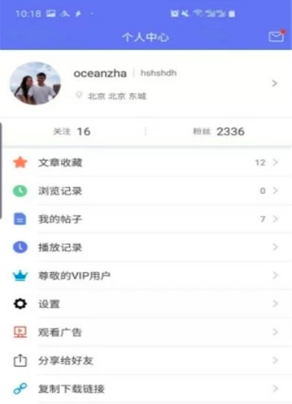 10:18
个人中心
oceanzha hshshdh
北京 北京 东城
关注 16 粉丝 2336
文章收藏 12
浏览记录 0
我的帖子 7
播放记录
尊敬的VIP用户
设置
观看广告
分享给好友
复制下载链接